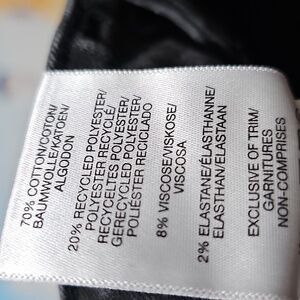 70% COTTON/COTON/
BAUMWOLLE/KATOEN/
ALGODON
20% RECYCLED POLYESTER/
POLYESTER RECYCLÉ/
RECYCELTES POLYESTER/
GERECYCLED POLYESTER/
POLIÉSTER RECICLADO
8% VISCOSE/VISKOSE/
VISCOSA
2% ELASTANE/ÉLASTHANNE/
ELASTHAN/ELASTAAN
EXCLUSIVE OF TRIM/
GARNITURES
NON-COMPRISES